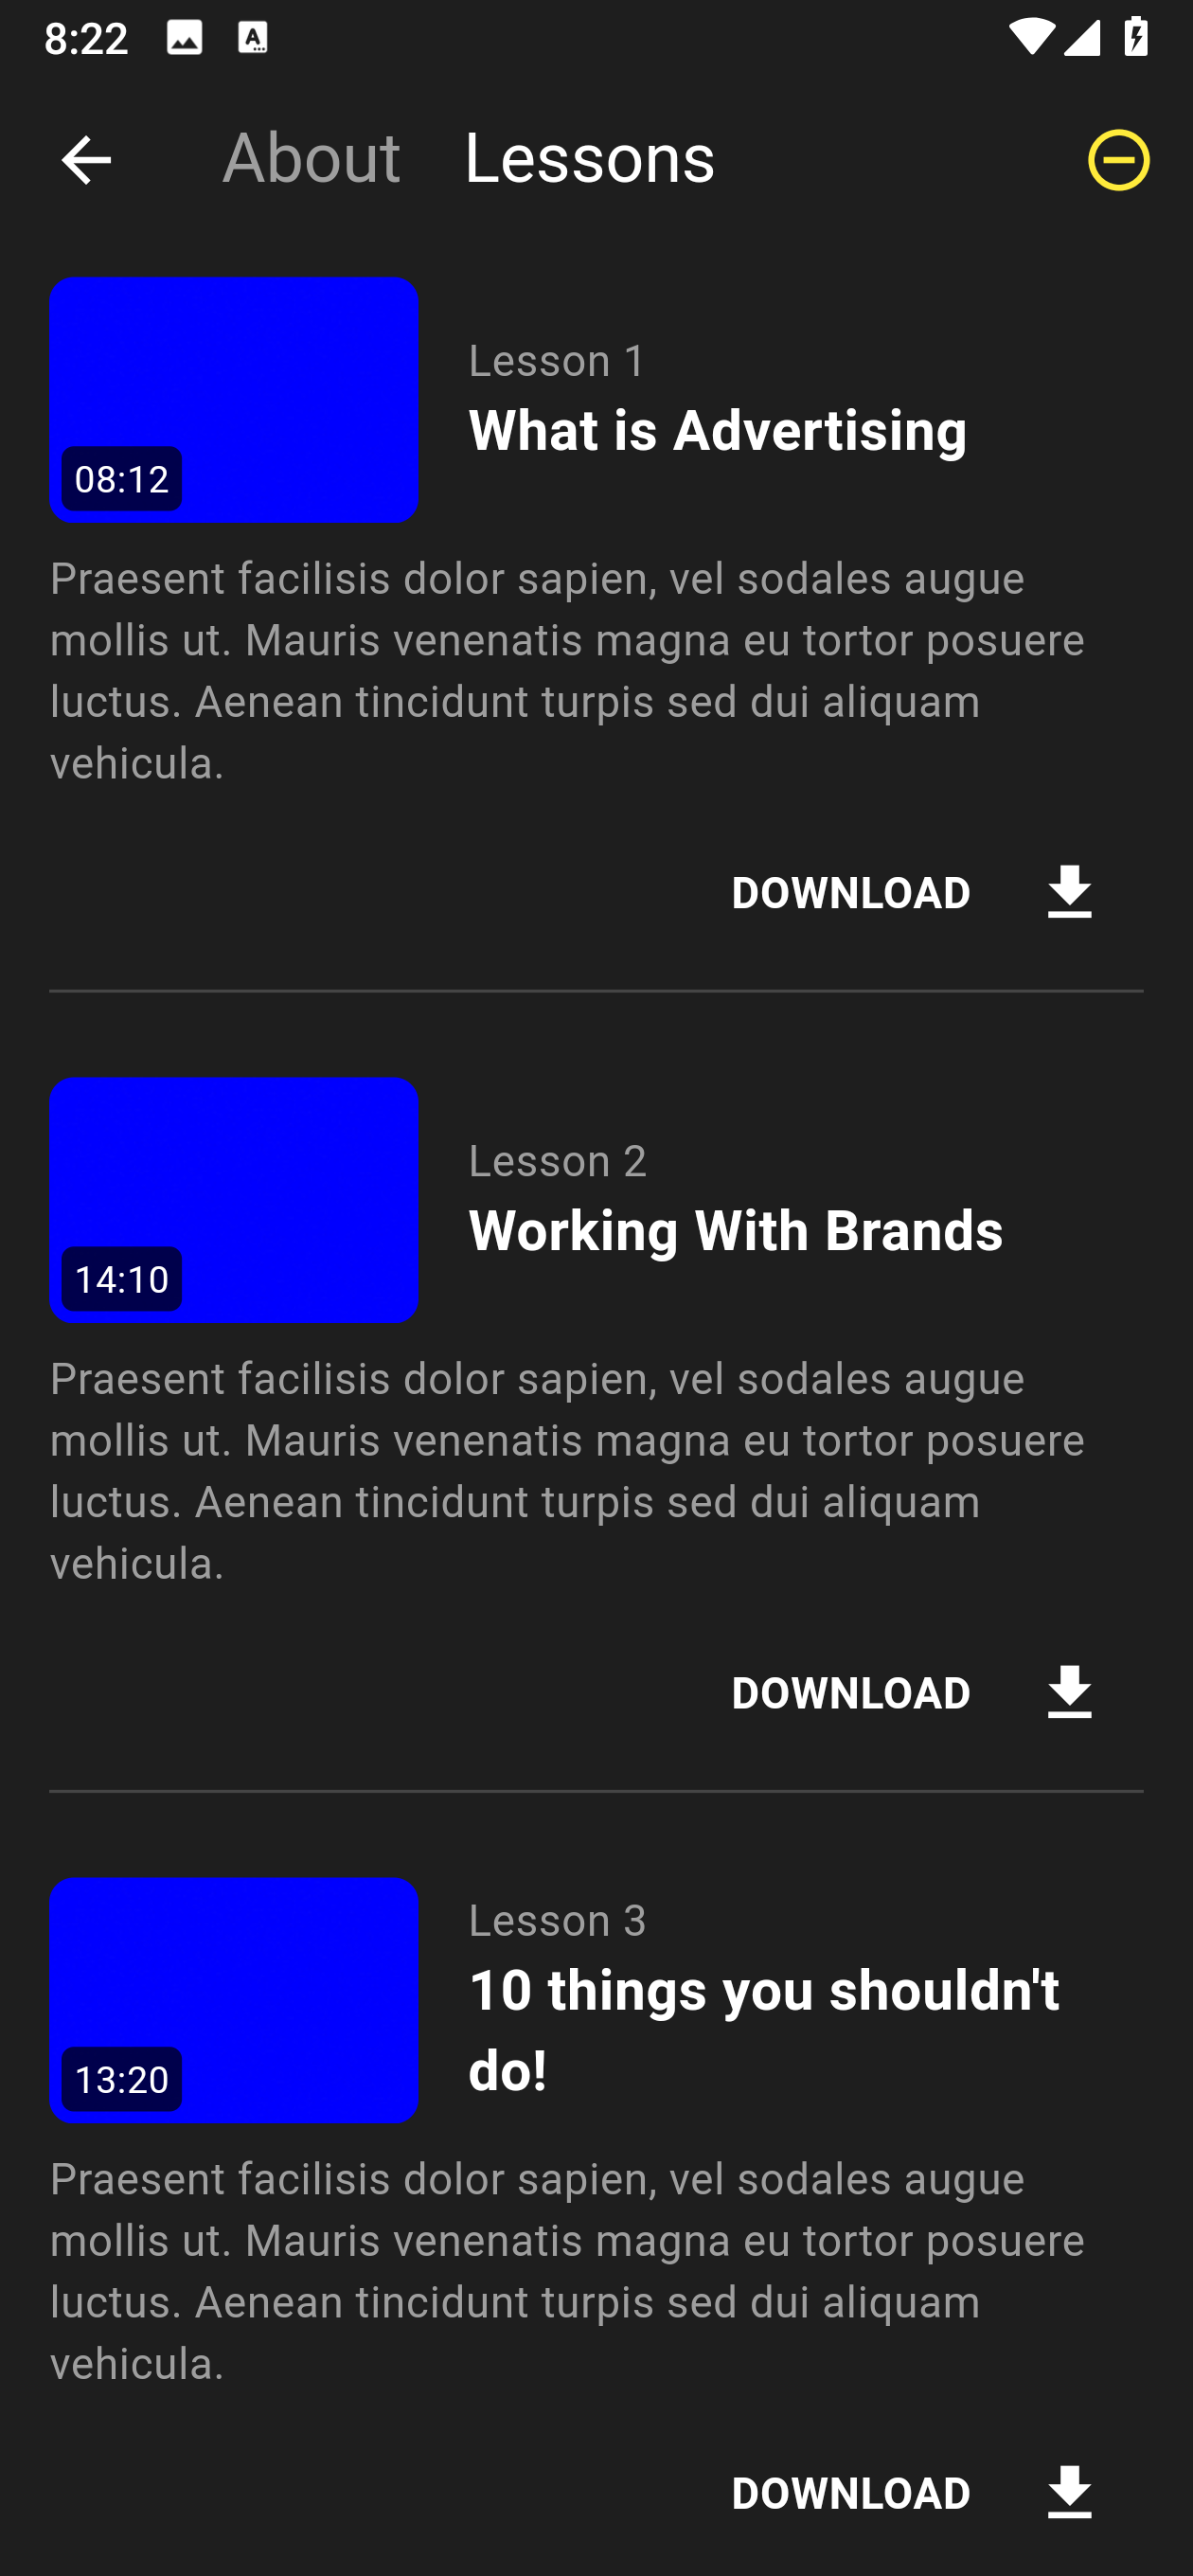 8:22
About Lessons
Lesson 1
What is Advertising
08:12
Praesent facilisis dolor sapien, vel sodales augue
mollis ut. Mauris venenatis magna eu tortor posuere
luctus. Aenean tincidunt turpis sed dui aliquam
vehicula.
DOWNLOAD
Lesson 2
Working With Brands
14:10
Praesent facilisis dolor sapien, vel sodales augue
mollis ut. Mauris venenatis magna eu tortor posuere
luctus. Aenean tincidunt turpis sed dui aliquam
vehicula.
DOWNLOAD
Lesson 3
10 things you shouldn't
do!
13:20
Praesent facilisis dolor sapien, vel sodales augue
mollis ut. Mauris venenatis magna eu tortor posuere
luctus. Aenean tincidunt turpis sed dui aliquam
vehicula.
DOWNLOAD